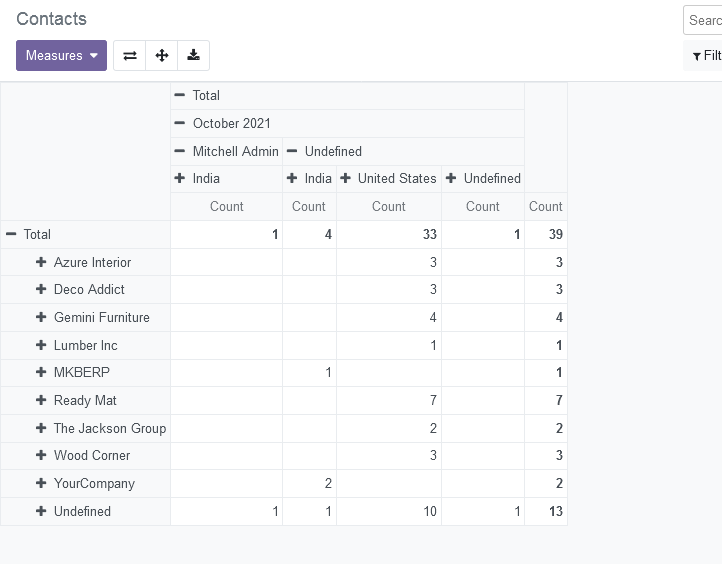 Contacts
Measures
Total
October 2021
Mitchell Admin Undefined
India India United States Undefined
Count Count Count Count Count
Total 1 4 33 1 39
Azure Interior 3 3
Deco Addict 3 3
Gemini Furniture 4 4
Lumber Inc 1 1
MKBERP 1 1
Ready Mat 7 7
The Jackson Group 2 2
Wood Corner 3 3
YourCompany 2 2
Undefined 1 1 10 1 13
Searc
Filt